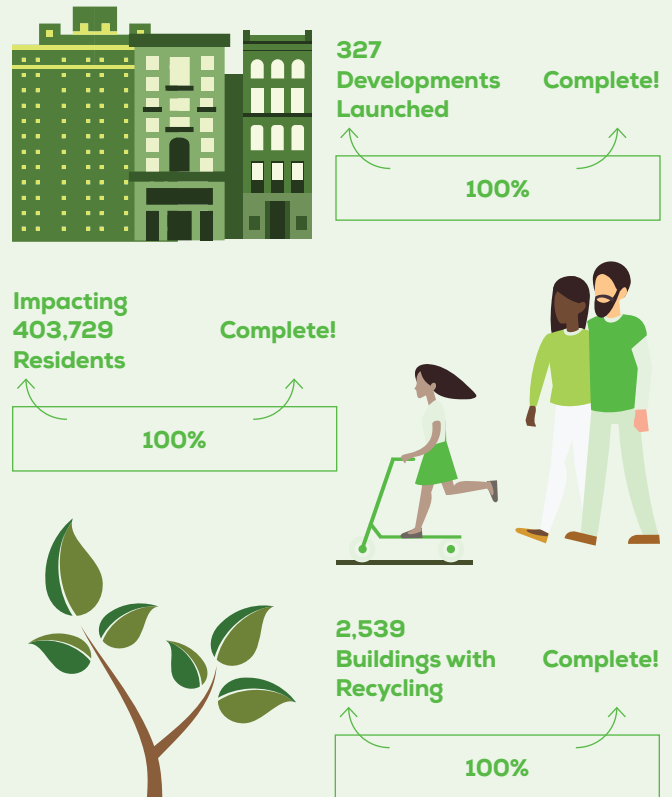 327
Developments Complete!
Launched
100%
Impacting
403,729 Complete!
Residents
100%
2,539
Buildings with Complete!
Recycling
100%